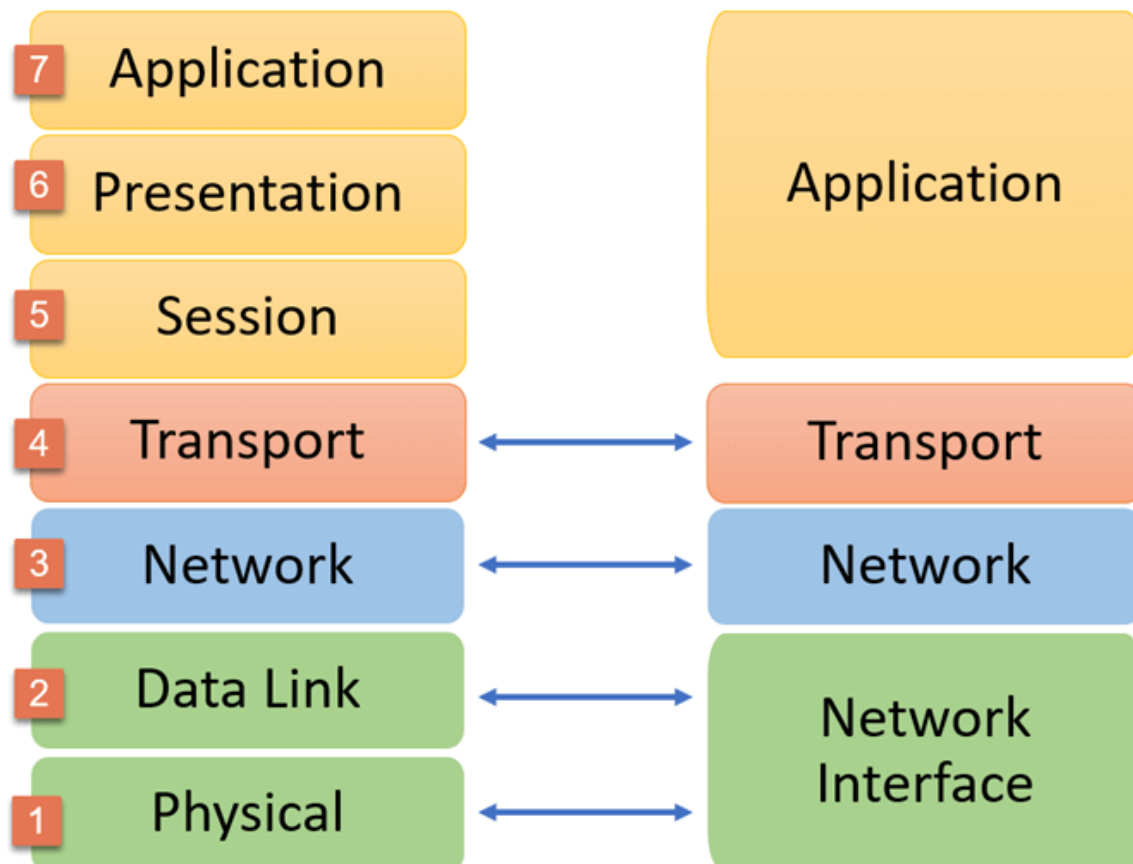 7 Application
6 Presentation
5 Session
4 Transport
3 Network
2 Data Link
1 Physical
Application
Transport
Network
Network
Interface